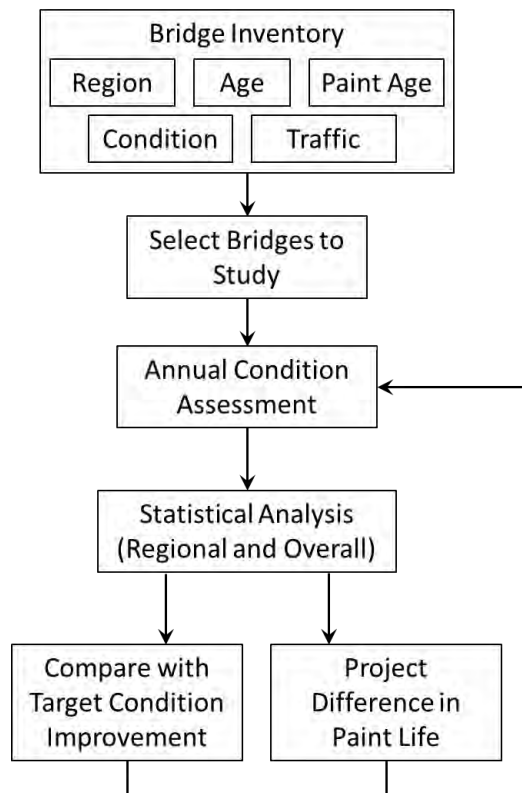 Bridge Inventory
Region Age Paint Age
Condition Traffic
Select Bridges to
Study
Annual Condition
Assessment
Statistical Analysis
(Regional and Overall)
Compare with
Target Condition
Improvement
Project
Difference in
Paint Life